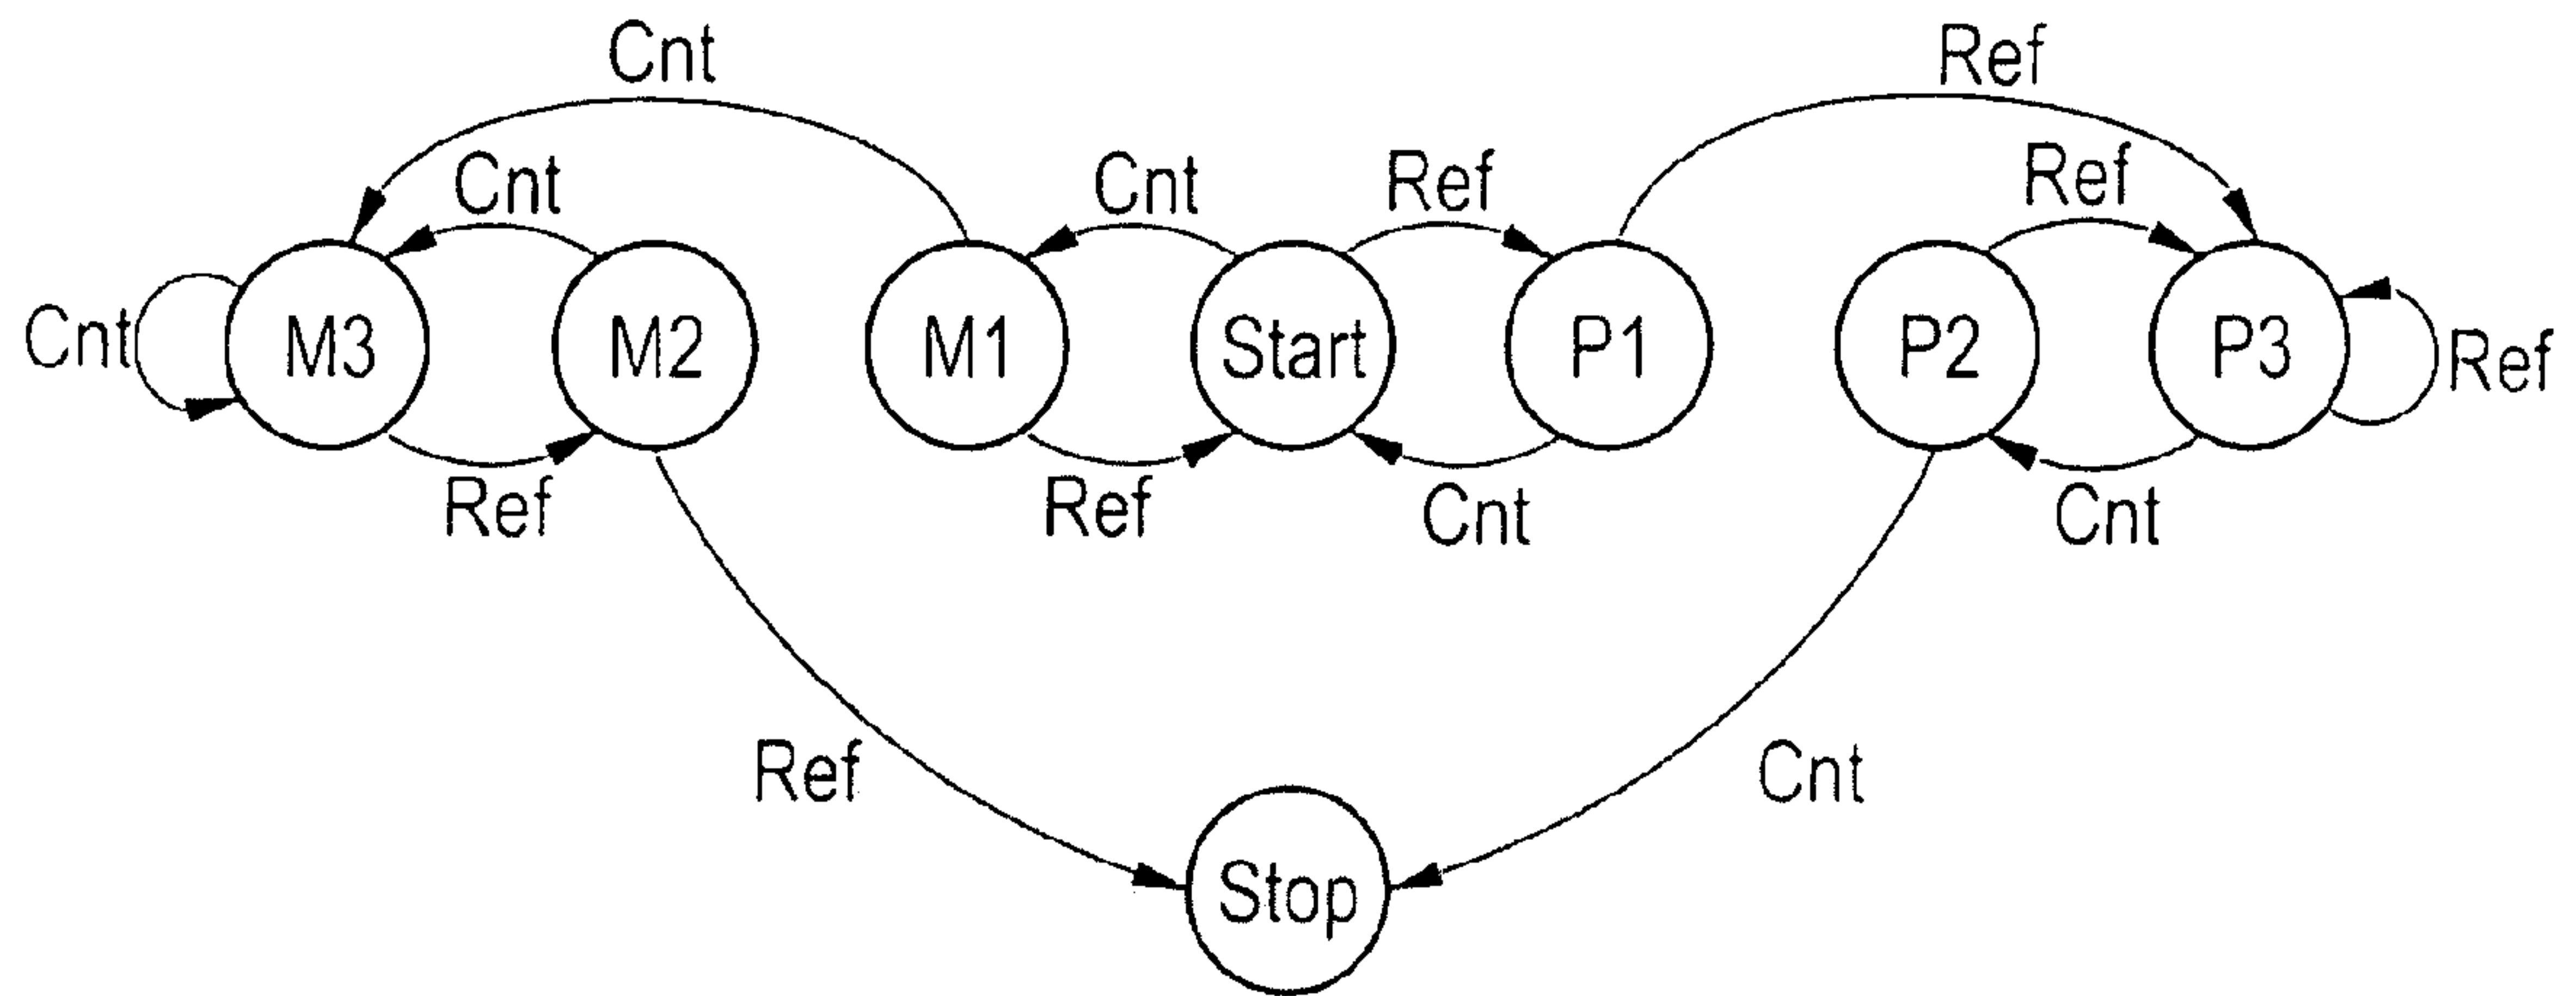 Cnt
Ref
Cnt
Cnt
Ref
Ref
Cnt
M3
M2
M1
Start
P1
P2
P3
Ref
Ref
Ref
Cnt
Cnt
Ref
Cnt
Stop